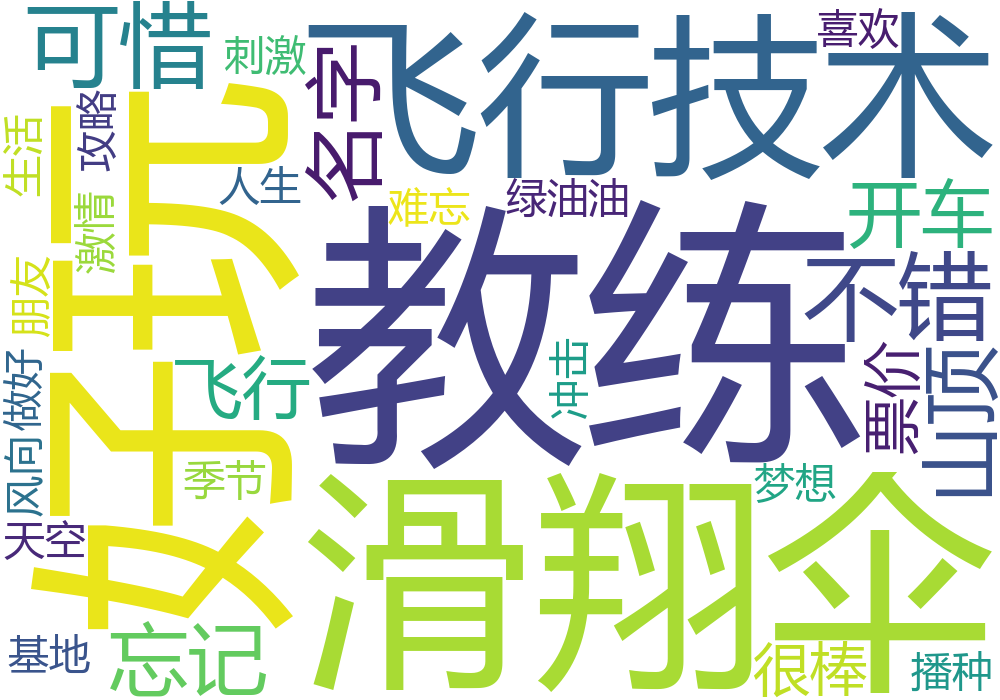 可惜
刺激
名字
飞行技术
喜欢
生活
攻略
好玩
人生
难忘
绿油油
开车
激情
教练
不错
朋友
飞行
冲击
票价
山顶
做好
风向
季节
梦想
天空
滑翔伞
基地
忘记
很棒
播种